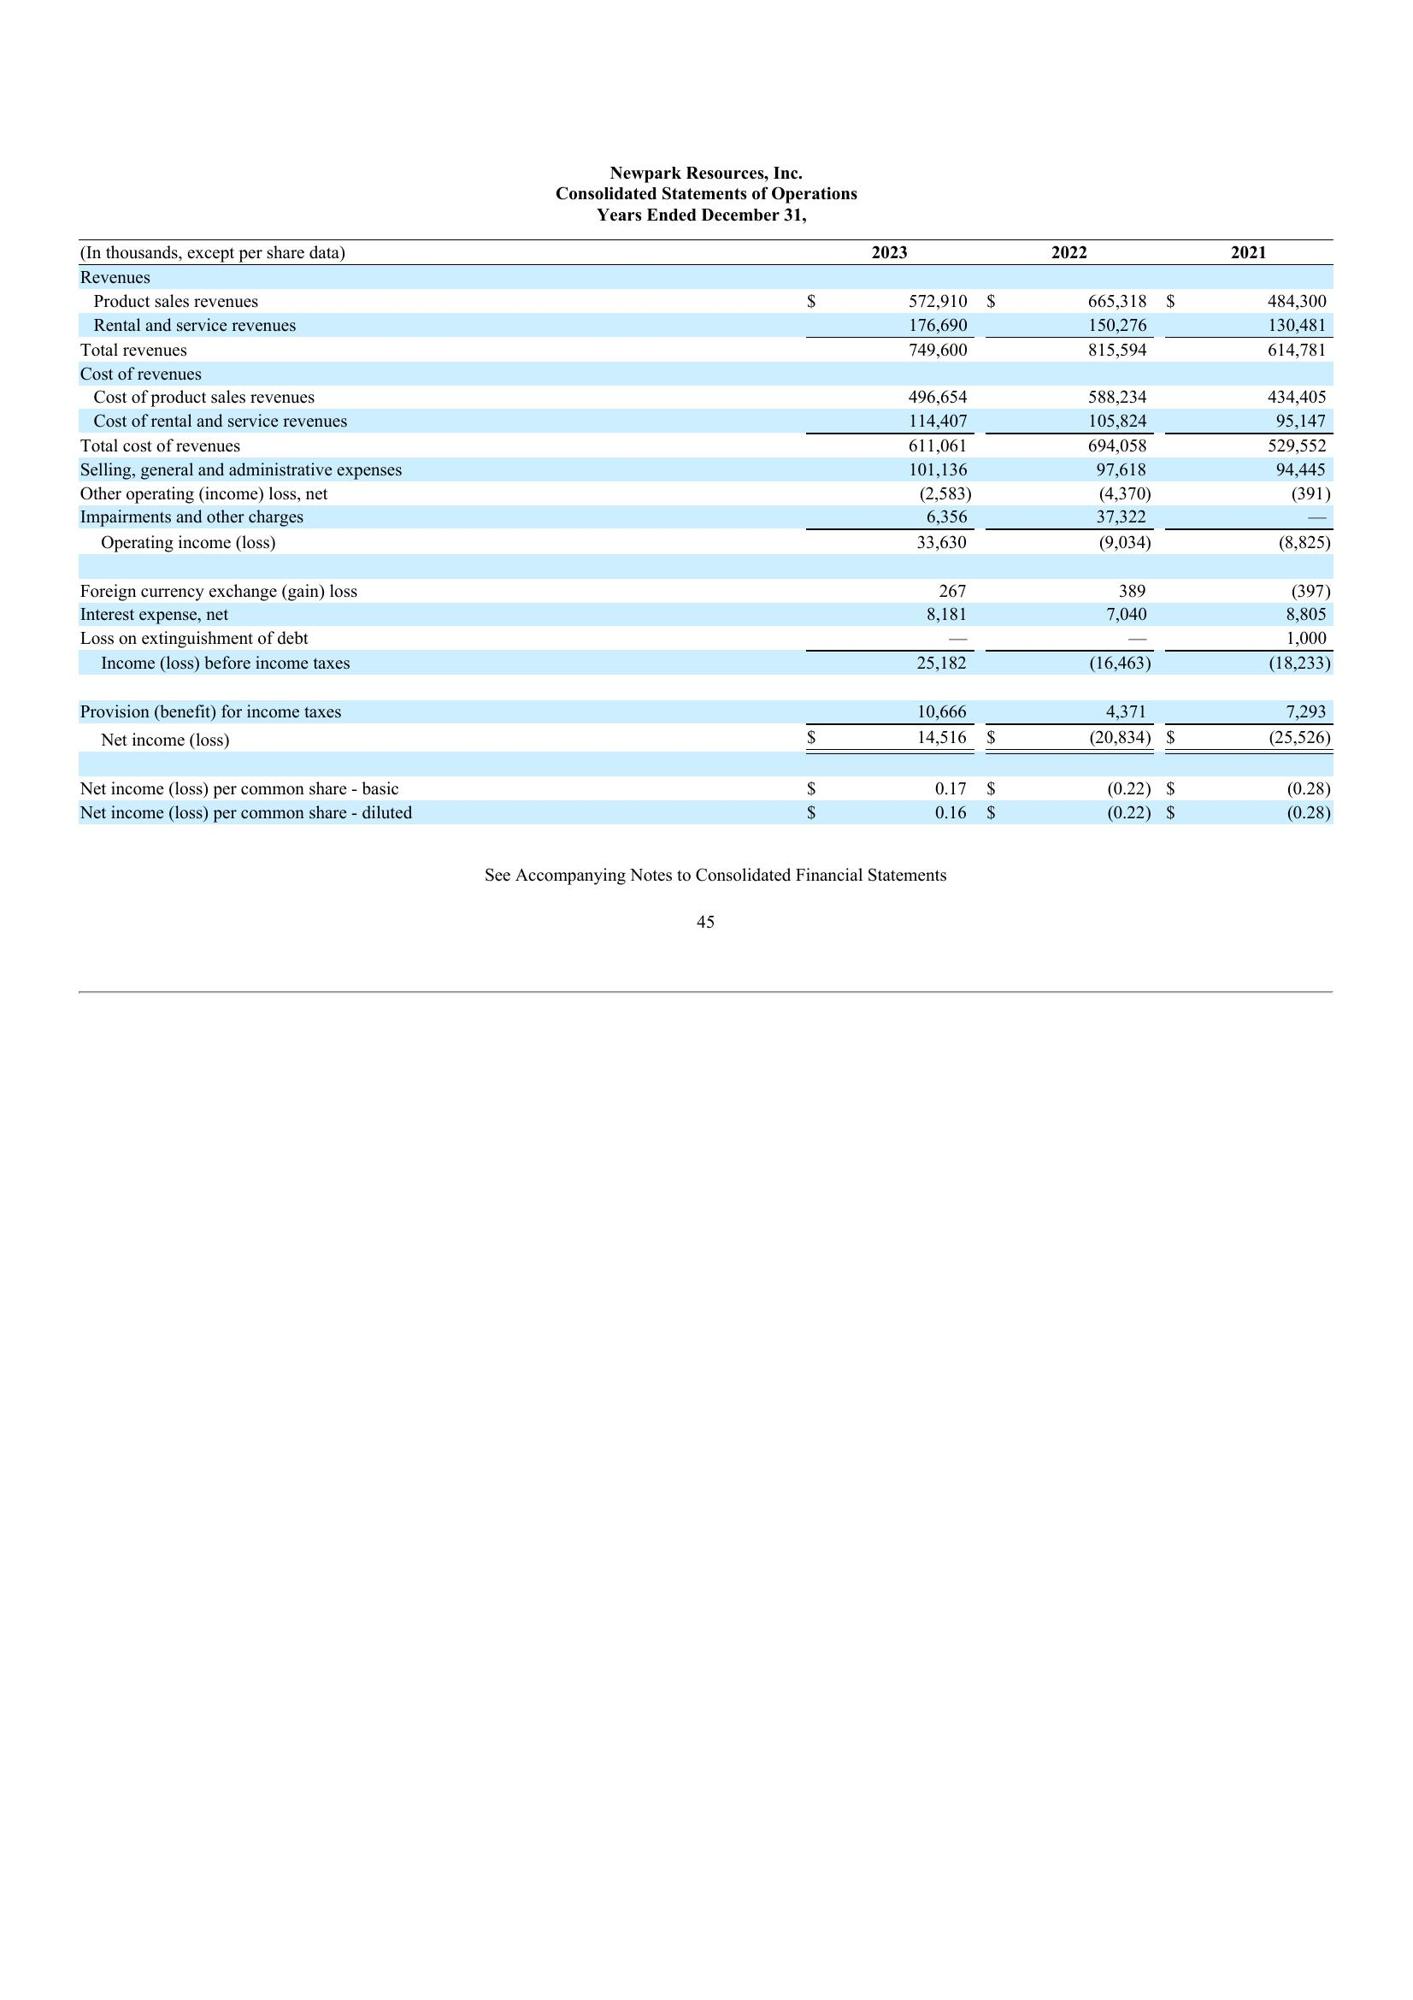 Newpark Resources, Inc.
Consolidated Statements of Operations
Years Ended December 31,
(In thousands, except per share data) 2023 2022 2021
Revenues
Product sales revenues $ 572,910 $ 665,318 $ 484,300
Rental and service revenues 176,690 150,276 130,481
Total revenues 749,600 815,594 614,781
Cost of revenues
Cost of product sales revenues 496,654 588,234 434,405
Cost of rental and service revenues 114,407 105,824 95,147
Total cost of revenues 611,061 694,058 529,552
Selling, general and administrative expenses 101,136 97,618 94,445
Other operating (income) loss, net (2,583) (4,370) (391)
Impairments and other charges 6,356 37,322 —
Operating income (loss) 33,630 (9,034) (8,825)
Foreign currency exchange (gain) loss 267 389 (397)
Interest expense, net 8,181 7,040 8,805
Loss on extinguishment of debt — — 1,000
Income (loss) before income taxes 25,182 (16,463) (18,233)
Provision (benefit) for income taxes 10,666 4,371 7,293
Net income (loss) $ 14,516 $ (20,834) $ (25,526)
Net income (loss) per common share - basic $ 0.17 $ (0.22) $ (0.28)
Net income (loss) per common share - diluted $ 0.16 $ (0.22) $ (0.28)
See Accompanying Notes to Consolidated Financial Statements
45